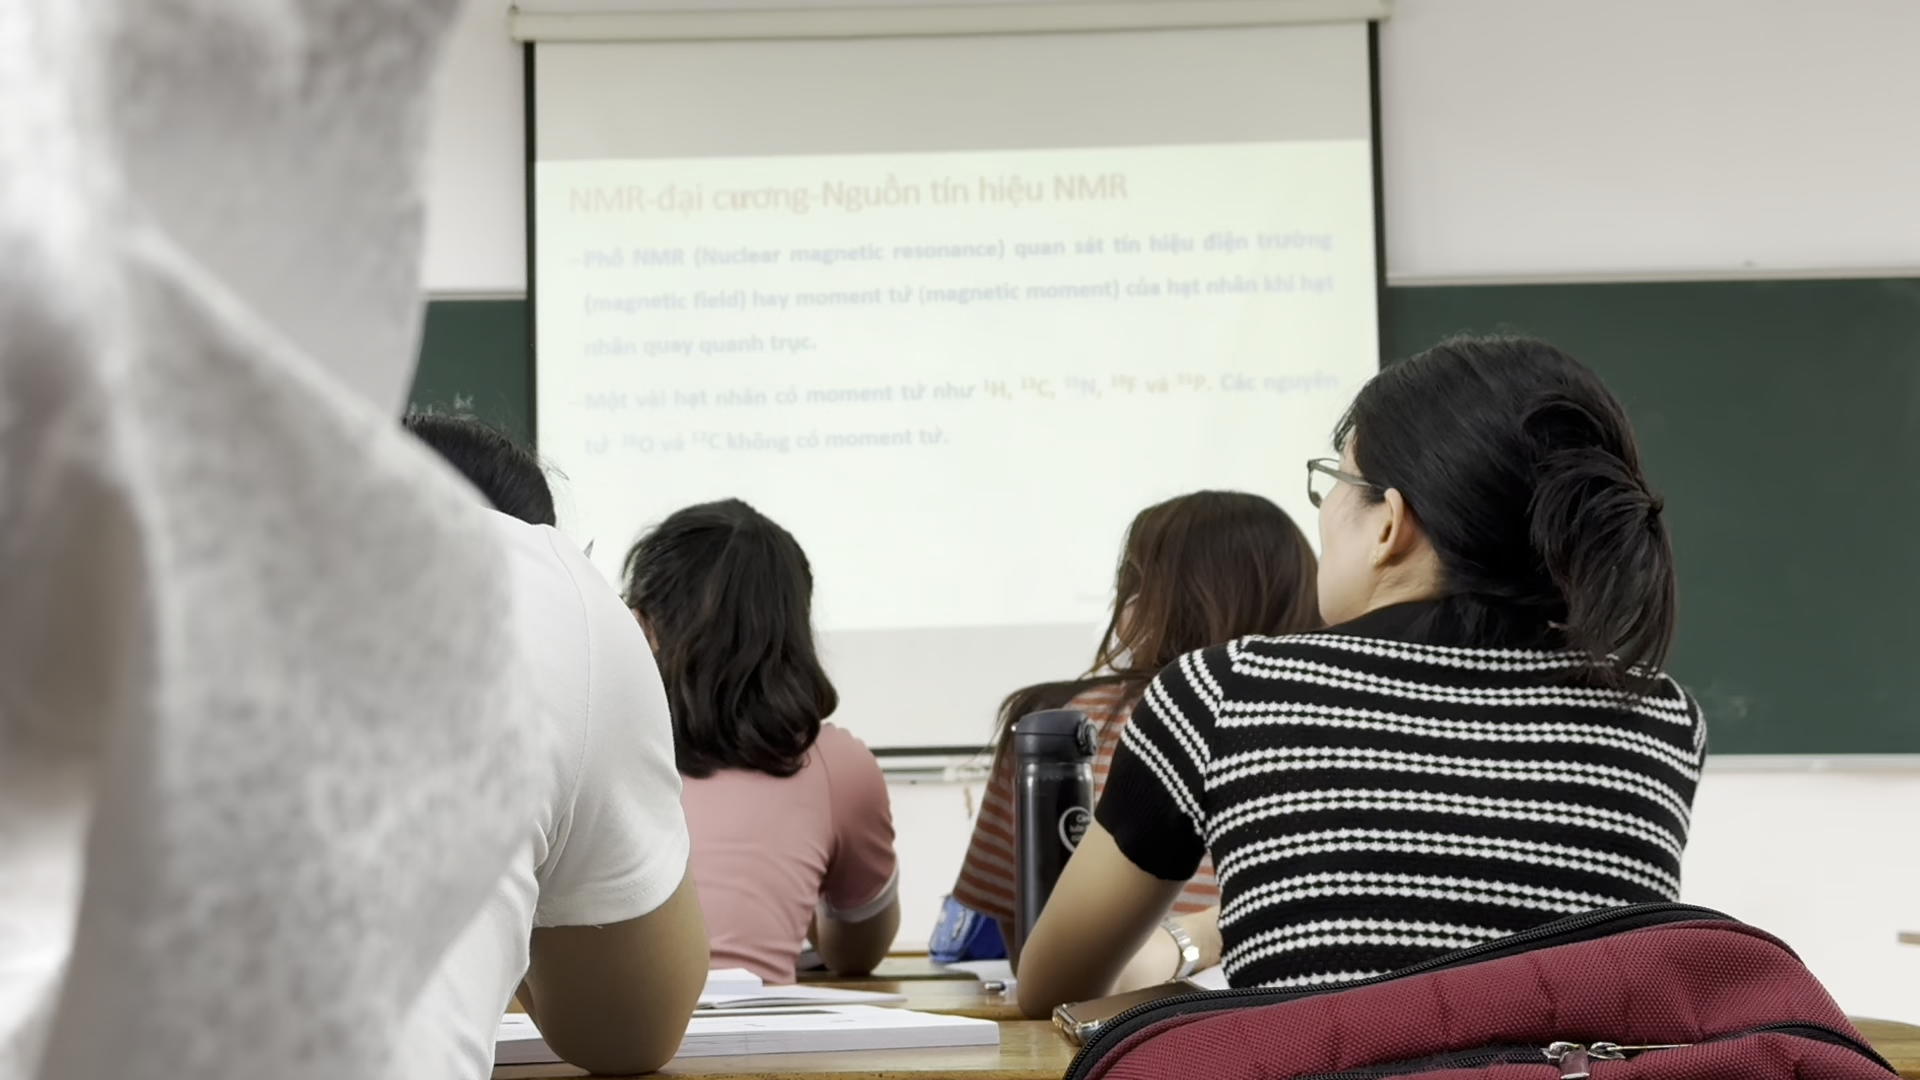 NMR-đại cương-Nguồn tín hiệu NMR
-Phổ NMR (Nuclear magnetic resonance) quan sát tín hiệu điện trường
(magnetic field) hay moment từ (magnetic moment) của hạt nhân khi hạt
nhân quay quanh trục.
-Một vài hạt nhân có moment từ như ¹H, ¹³C, ¹⁵N, ¹⁹F và ³¹P. Các nguyên
tử ¹⁶O và ¹²C không có moment từ.